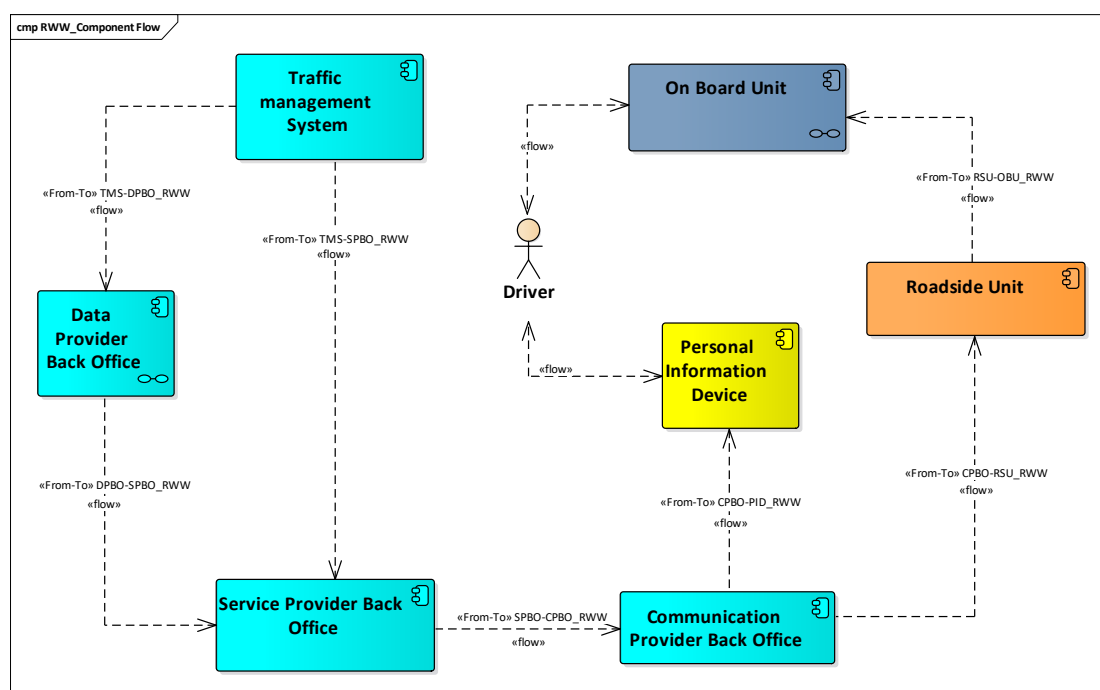 cmp RWW_Component Flow
Traffic
management
System
On Board Unit
«flow»
«From-To» RSU-OBU_RWW
«flow»
«From-To» TMS-DPBO_RWW
«flow»
«From-To» TMS-SPBO_RWW
«flow»
Driver
Roadside Unit
Data
Provider
Back Office
Personal
Information
Device
«flow»
«From-To» DPBO-SPBO_RWW
«flow»
«From-To» CPBO-RSU_RWW
«flow»
«From-To» CPBO-PID_RWW
«flow»
Service Provider Back
Office
«From-To» SPBO-CPBO_RWW
«flow»
Communication
Provider Back Office